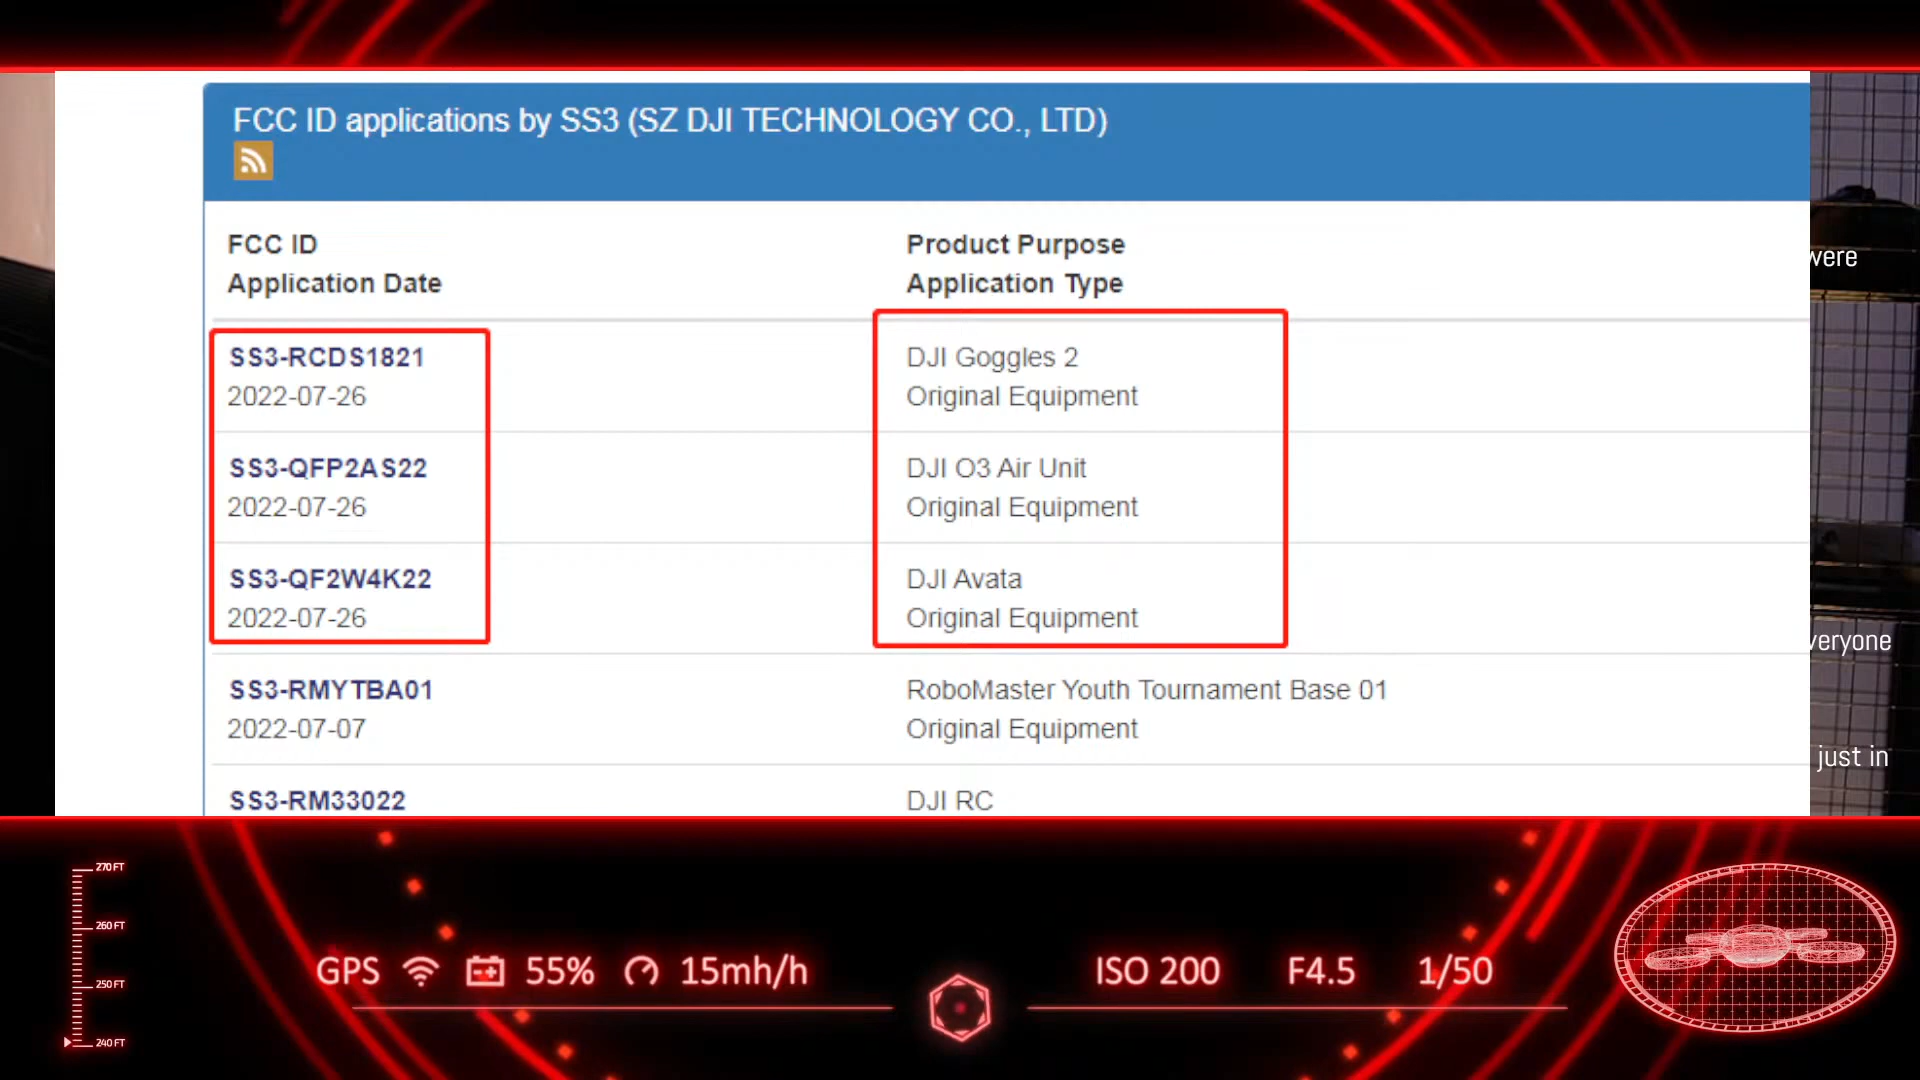 FCC ID applications by SS3 (SZ DJI TECHNOLOGY CO., LTD)
FCC ID
Application Date
Product Purpose
Application Type
SS3-RCDS1821
2022-07-26
DJI Goggles 2
Original Equipment
SS3-QFP2AS22
2022-07-26
DJI O3 Air Unit
Original Equipment
SS3-QF2W4K22
2022-07-26
DJI Avata
Original Equipment
SS3-RMYTBA01
2022-07-07
RoboMaster Youth Tournament Base 01
Original Equipment
SS3-RM33022
DJI RC
were
veryone
just in
270 FT
260 FT
250 FT
240 FT
GPS 55% 15mh/h
ISO 200 F4.5 1/50